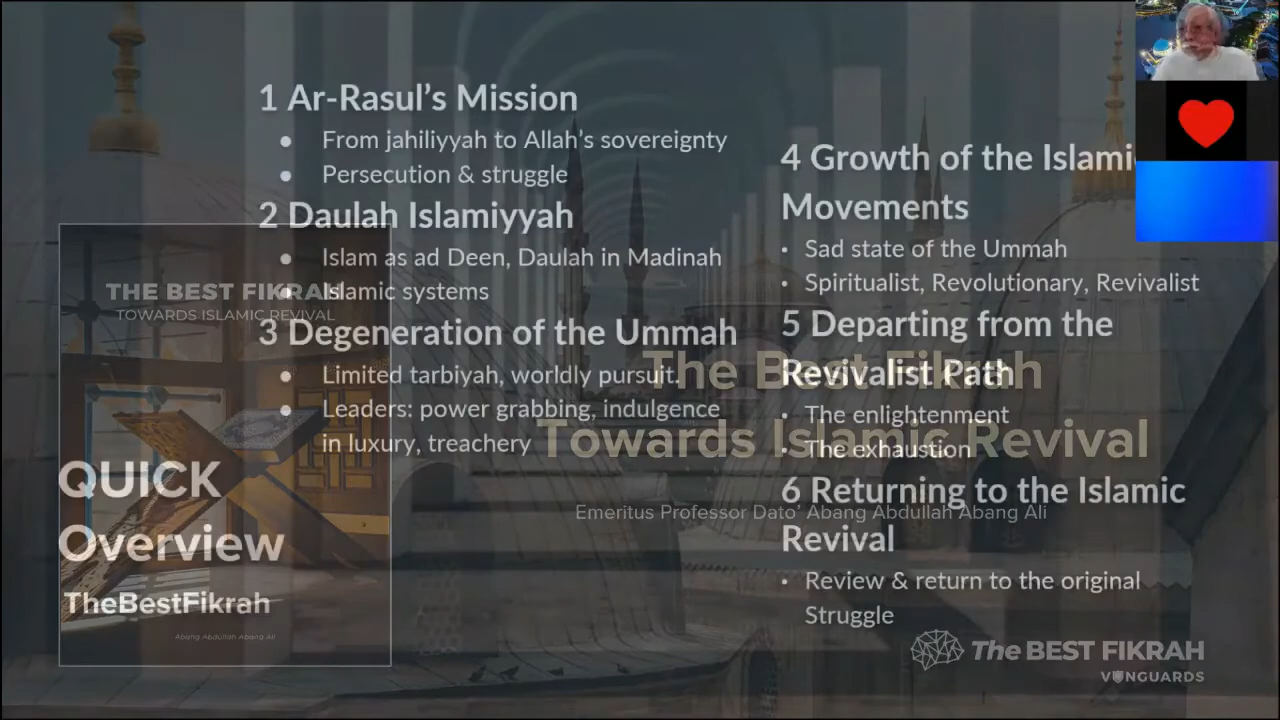 1 Ar-Rasul's Mission
● From jahiliyyah to Allah's sovereignty
● Persecution & struggle
2 Daulah Islamiyyah
● Islam as ad Deen, Daulah in Madinah
● Islamic systems
3 Degeneration of the Ummah
● Limited tarbiyah, worldly pursuit.
● Leaders: power grabbing, indulgence
in luxury, treachery
4 Growth of the Islamic
Movements
• Sad state of the Ummah
• Spiritualist, Revolutionary, Revivalist
5 Departing from the
Revivalist Path
• The enlightenment
• The exhaustion
6 Returning to the Islamic
Revival
• Review & return to the original
Struggle
THE BEST FIKRAH
TOWARDS ISLAMIC REVIVAL
QUICK
Overview
TheBestFikrah
Abang Abdullah Abang Ali
The Best Fikrah
Towards Islamic Revival
Emeritus Professor Dato' Abang Abdullah Abang Ali
The BEST FIKRAH
VANGUARDS